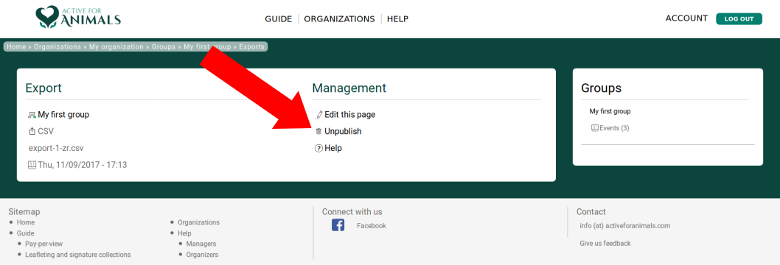 ACTIVE FOR
ANIMALS
GUIDE ORGANIZATIONS HELP
ACCOUNT LOG OUT
Home » Organizations » My organization » Groups » My first group » Exports
Export
My first group
CSV
export-1-zr.csv
Thu, 11/09/2017 - 17:13
Management
Edit this page
Unpublish
Help
Groups
My first group
Events (3)
Sitemap
Home
Guide
Pay-per-view
Leafleting and signature collections
Organizations
Help
Managers
Organizers
Connect with us
Facebook
Contact
info (at) activeforanimals.com
Give us feedback